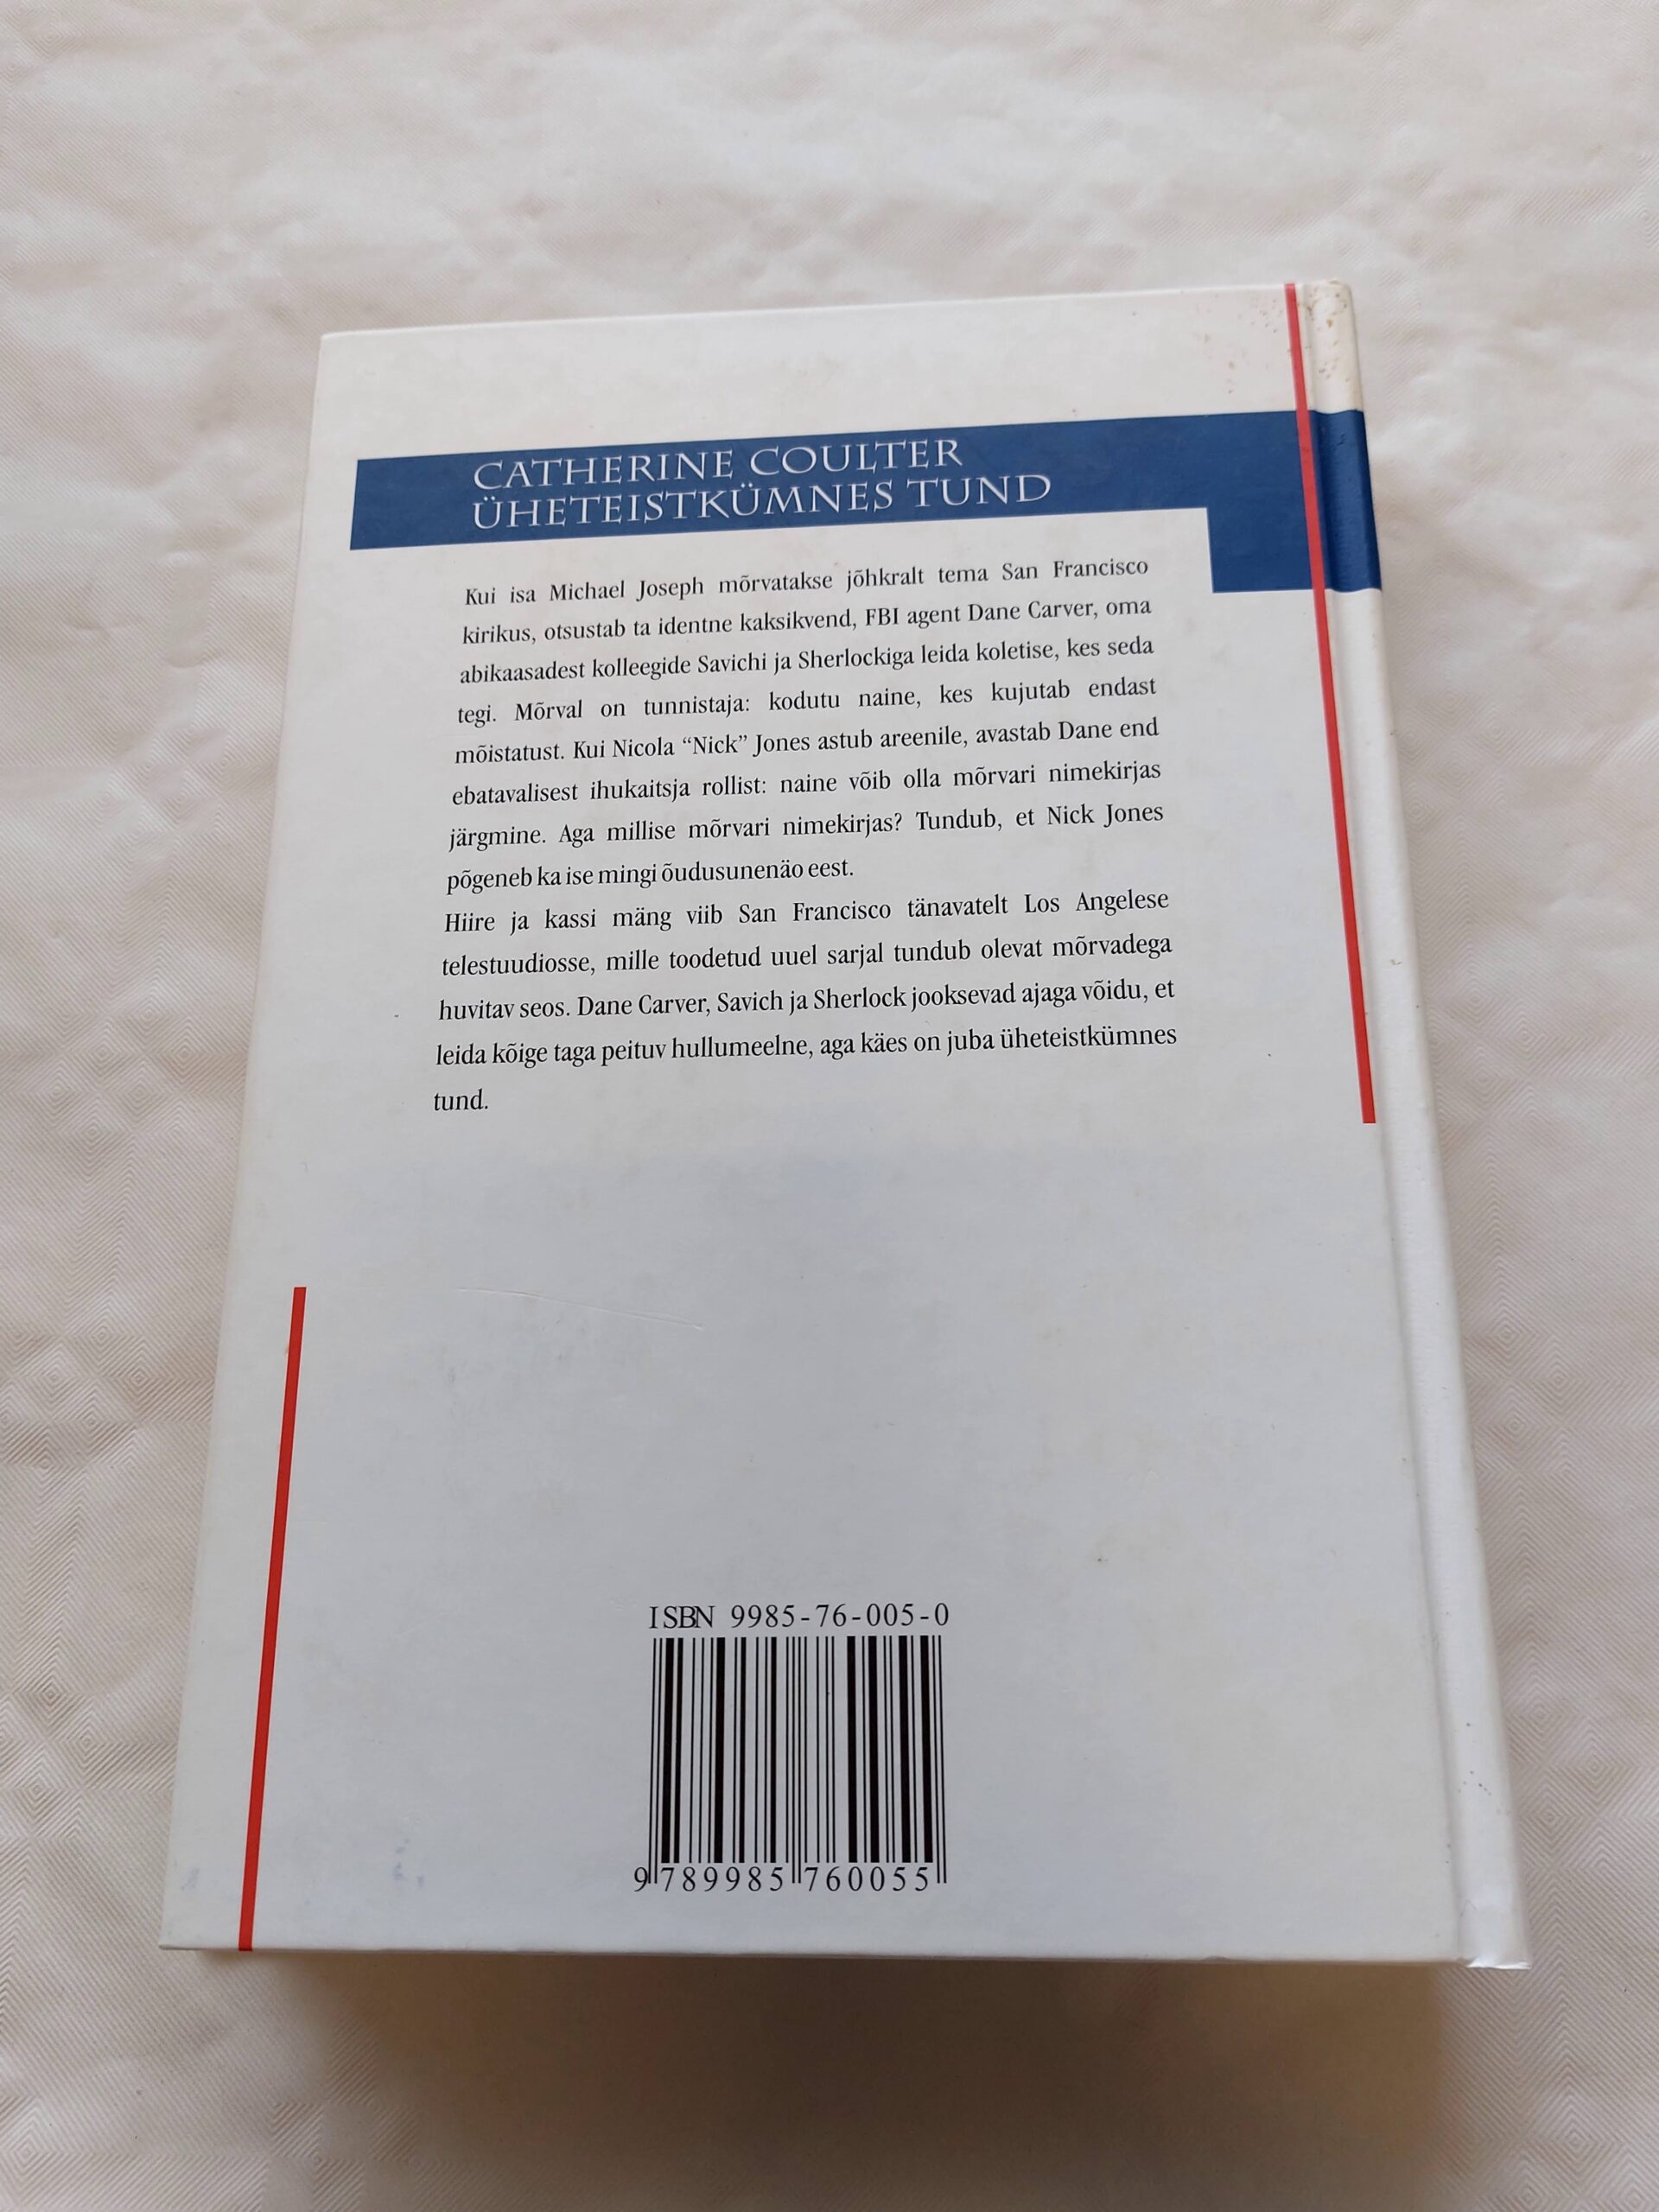 CATHERINE COULTER
ÜHETEISTKÜMNES TUND
Kui isa Michael Joseph mõrvatakse jõhkralt tema San Francisco
kirikus, otsustab ta identne kaksikvend, FBI agent Dane Carver, oma
abikaasadest kolleegide Savichi ja Sherlockiga leida koletise, kes seda
tegi. Mõrval on tunnistaja: kodutu naine, kes kujutab endast
mõistatust. Kui Nicola “Nick” Jones astub areenile, avastab Dane end
ebatavalisest ihukaitsja rollist: naine võib olla mõrvari nimekirjas
järgmine. Aga millise mõrvari nimekirjas? Tundub, et Nick Jones
põgeneb ka ise mingi õudusunenäo eest.
Hiire ja kassi mäng viib San Francisco tänavatelt Los Angelese
telestuudiosse, mille toodetud uuel sarjal tundub olevat mõrvadega
huvitav seos. Dane Carver, Savich ja Sherlock jooksevad ajaga võidu, et
leida kõige taga peituv hullumeelne, aga käes on juba üheteistkümnes
tund.
ISBN 9985-76-005-0
9 789985 760055